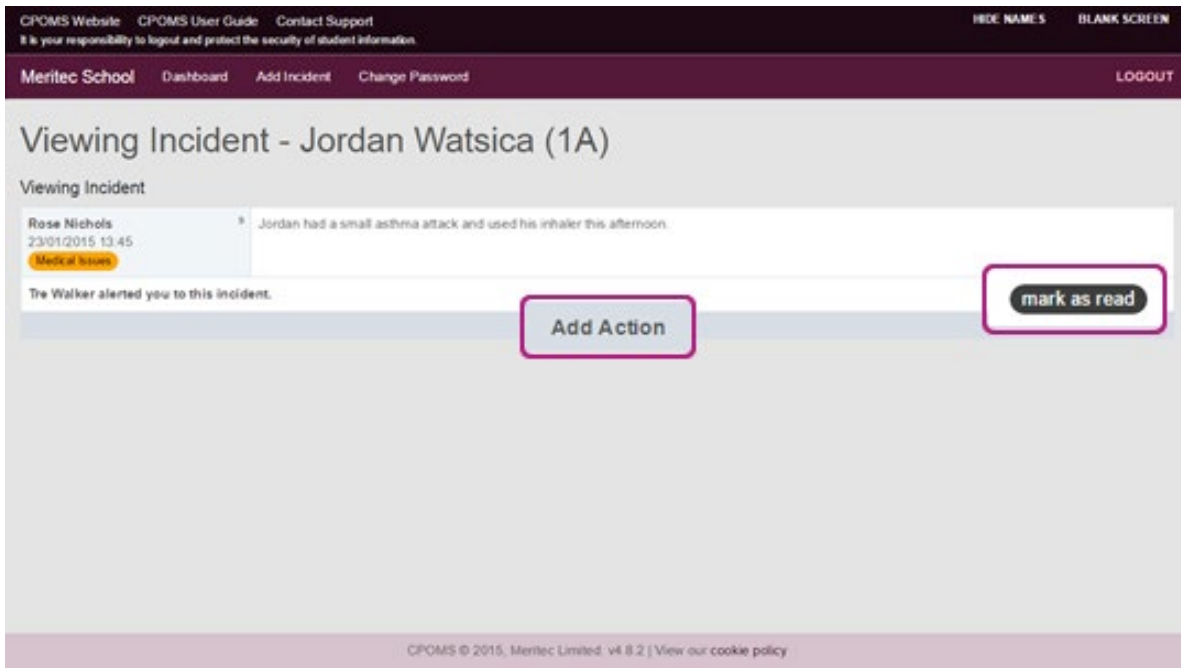 CPOMS Website CPOMS User Guide Contact Support HIDE NAMES BLANK SCREEN
It is your responsibility to logout and protect the security of student information.
Meritec School Dashboard Add Incident Change Password LOGOUT
Viewing Incident - Jordan Watsica (1A)
Viewing Incident
Rose Nichols Jordan had a small asthma attack and used his inhaler this afternoon.
23/01/2015 13:45
Medical Issues
Tre Walker alerted you to this incident. mark as read
Add Action
CPOMS © 2015, Meritec Limited. v4.8.2 | View our cookie policy